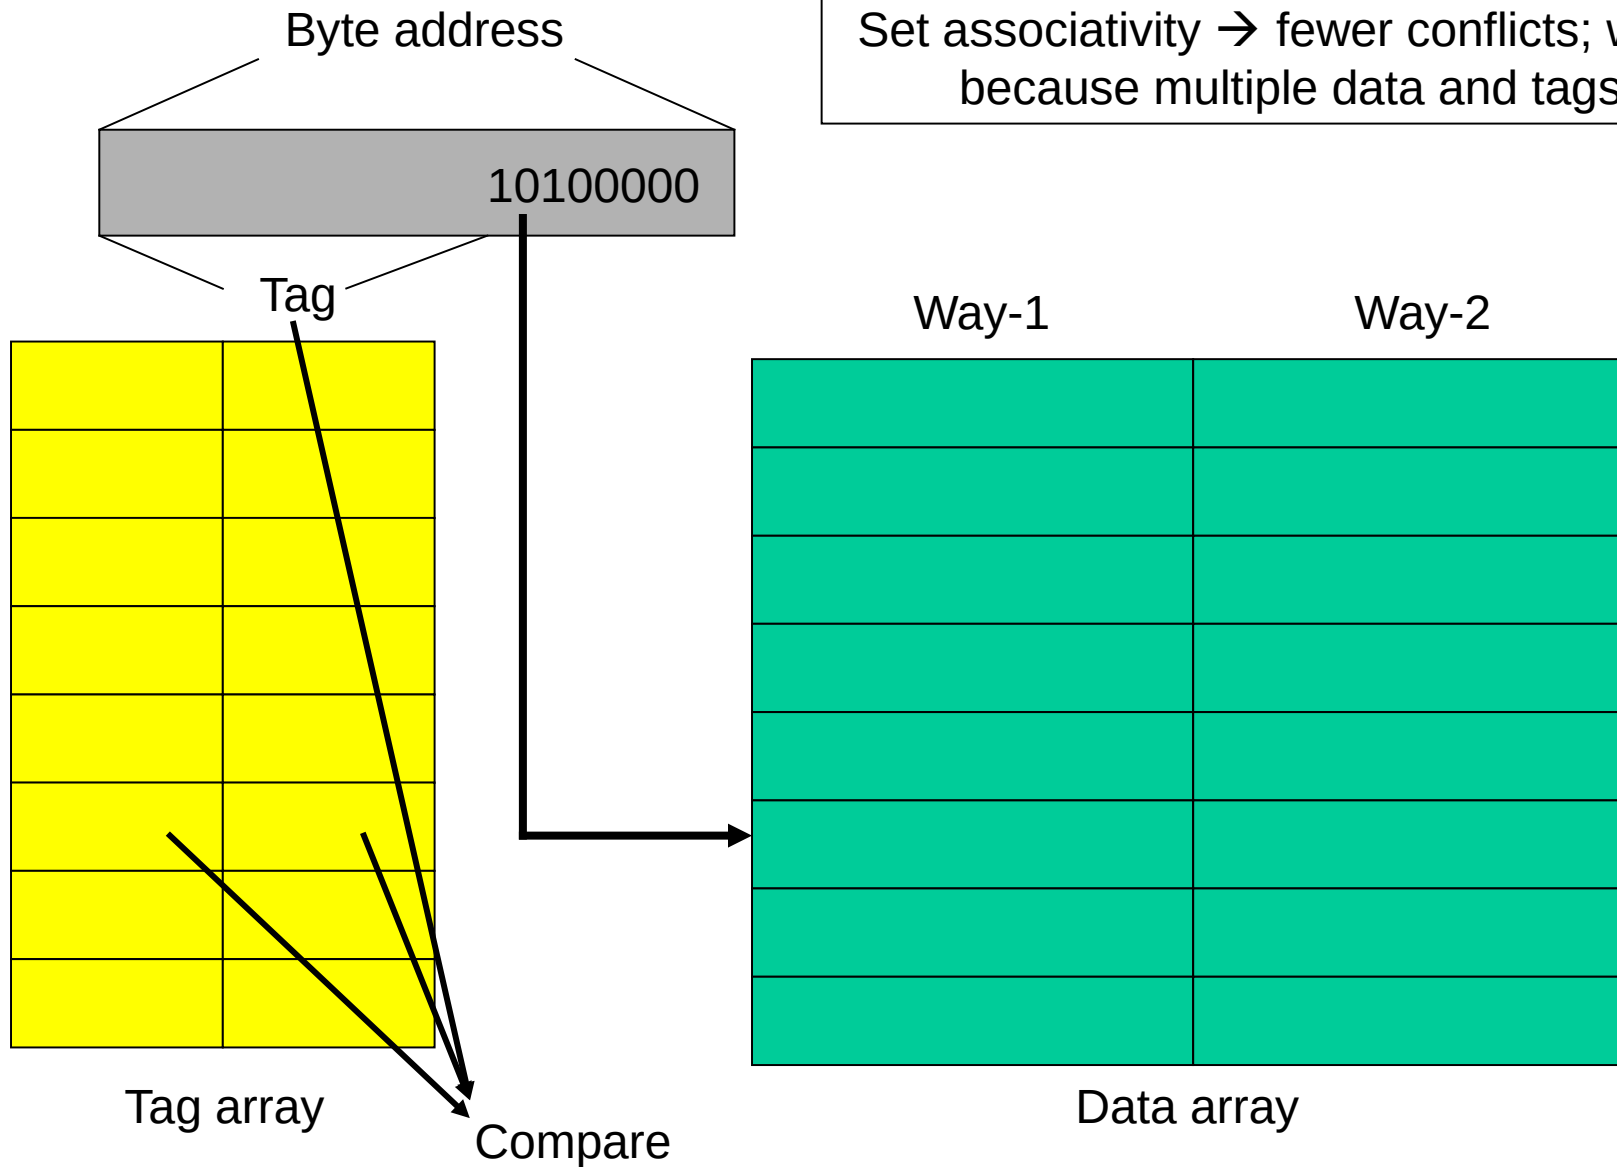 Byte address
Set associativity → fewer conflicts;
because multiple data and tags
10100000
Tag
Way-1
Way-2
Tag array
Data array
Compare